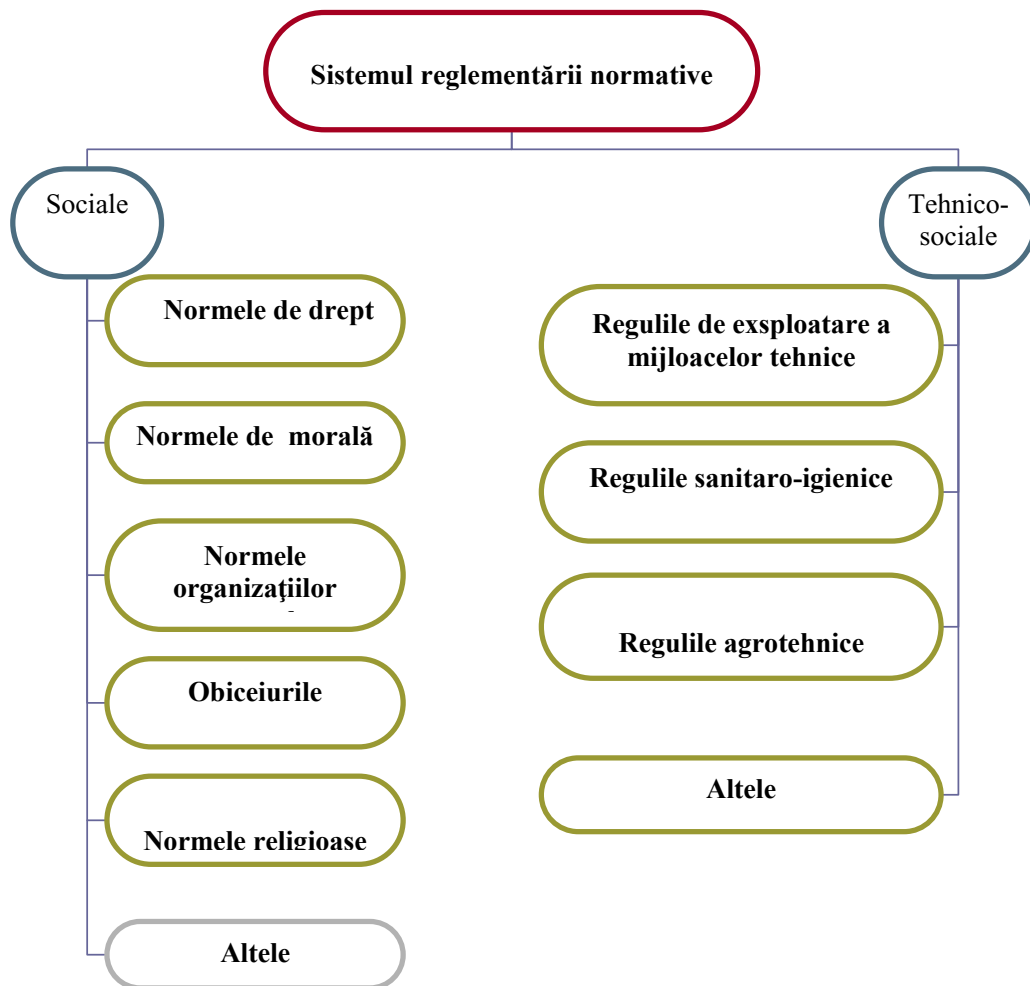 Sistemul reglementării normative
Sociale
Normele de drept
Normele de morală
Normele
organizaţiilor
Obiceiurile
Normele religioase
Altele
Tehnico-
sociale
Regulile de exsploatare a
mijloacelor tehnice
Regulile sanitaro-igienice
Regulile agrotehnice
Altele